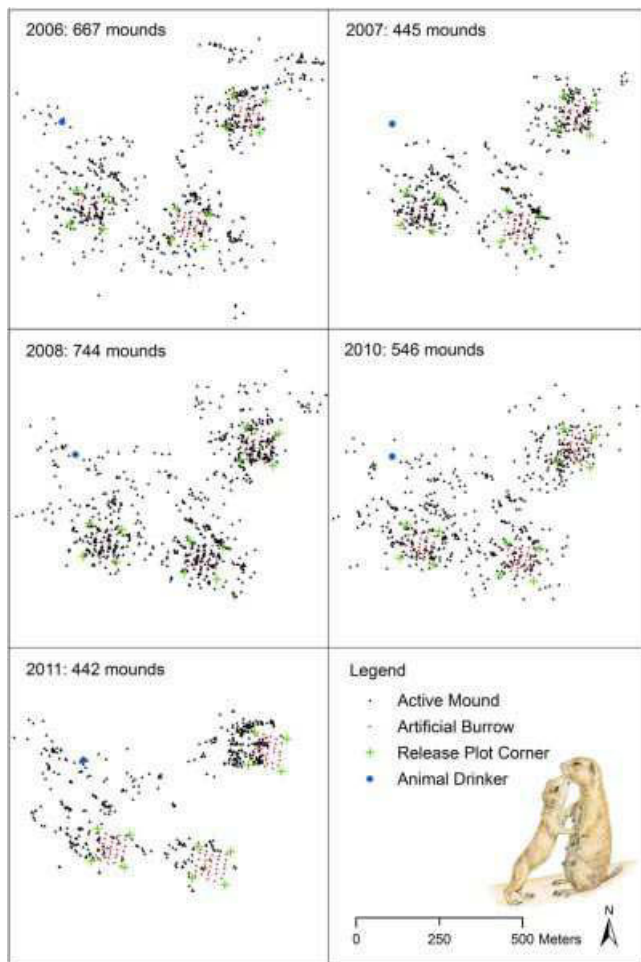 2006: 667 mounds
2007: 445 mounds
2008: 744 mounds
2010: 546 mounds
2011: 442 mounds
Legend
Active Mound
Artificial Burrow
Release Plot Corner
Animal Drinker
N
0 250 500 Meters